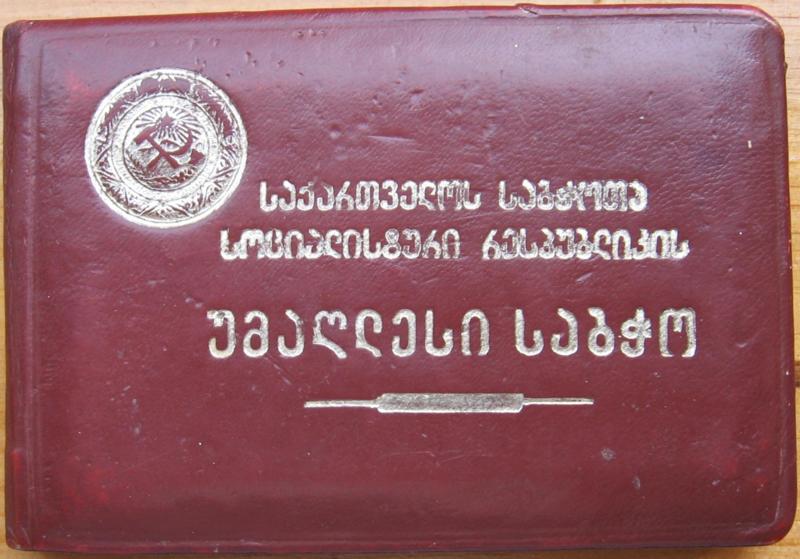 საქართველოს საბჭოთა
სოციალისტური რესპუბლიკის
უმაღლესი საბჭო